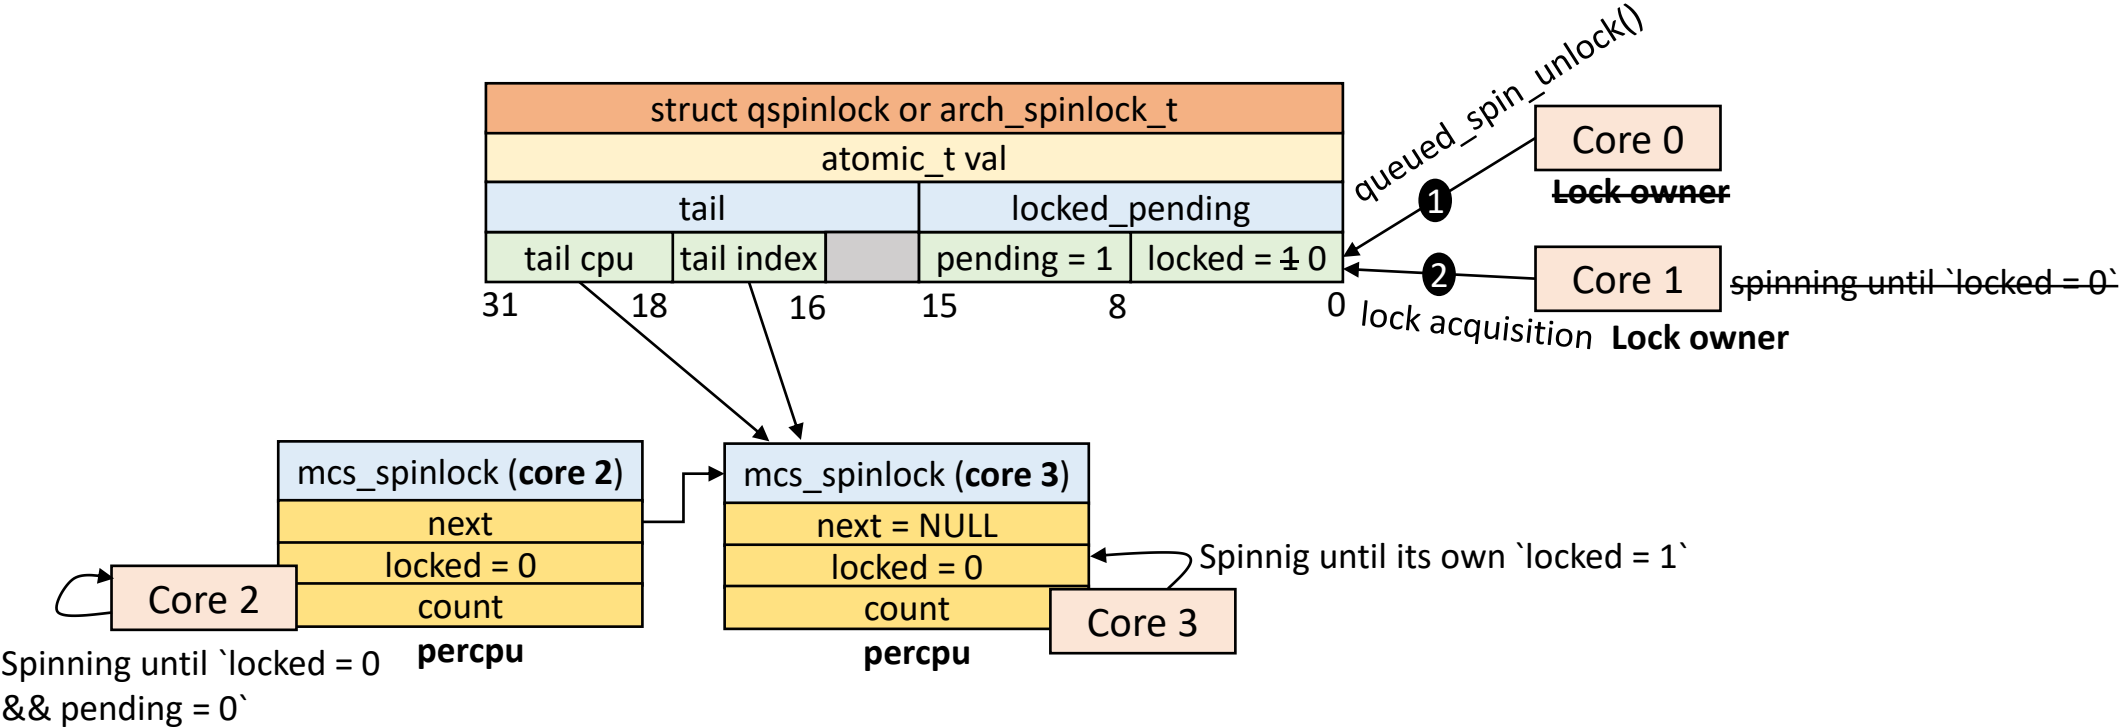 queued_spin_unlock()
struct qspinlock or arch_spinlock_t
Core 0
atomic_t val
Lock owner
tail
locked_pending
1
tail cpu
tail index
pending = 1
locked = 1 0
2
Core 1
spinning until `locked = 0`
31
18
16
15
8
0
lock acquisition
Lock owner
mcs_spinlock (core 2)
mcs_spinlock (core 3)
next
next = NULL
locked = 0
locked = 0
Spinnig until its own `locked = 1`
Core 2
count
count
Core 3
percpu
percpu
Spinning until `locked = 0
&& pending = 0`